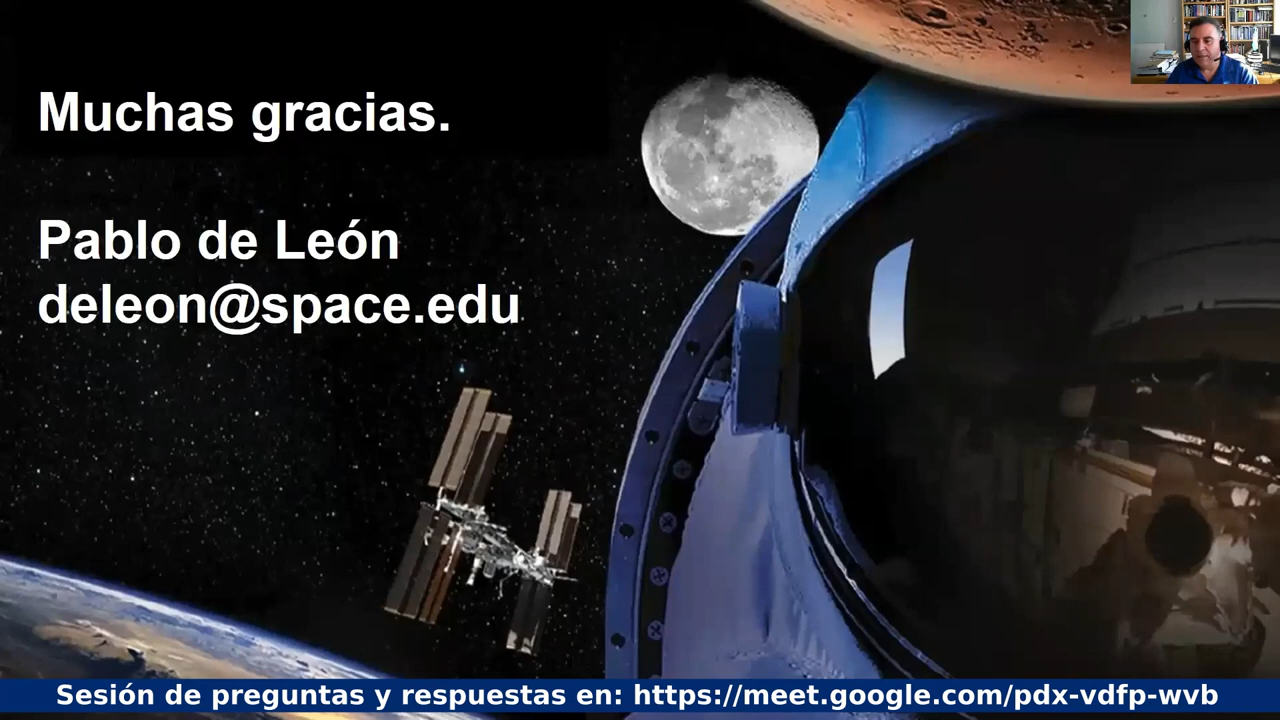 Muchas gracias.
Pablo de León
deleon@space.edu
Sesión de preguntas y respuestas en: https://meet.google.com/pdx-vdfp-wvb